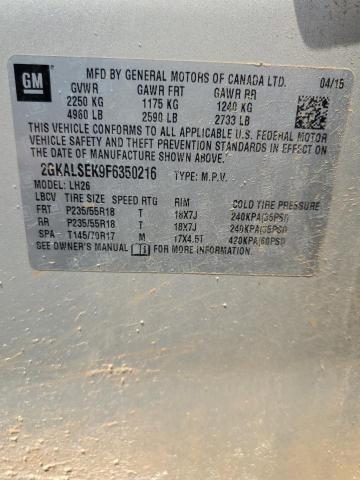 GM
MFD BY GENERAL MOTORS OF CANADA LTD. 04/15
GVWR GAWR FRT GAWR RR
2250 KG 1175 KG 1240 KG
4960 LB 2590 LB 2733 LB
THIS VEHICLE CONFORMS TO ALL APPLICABLE U.S. FEDERAL MOTOR
VEHICLE SAFETY AND THEFT PREVENTION STANDARDS IN EFFECT
ON THE DATE OF MANUFACTURE SHOWN ABOVE.
2GKALSEK9F6350216 TYPE: M.P.V.
MODEL: LH26
LBCV TIRE SIZE SPEED RTG RIM COLD TIRE PRESSURE
FRT P235/55R18 T 18X7J 240KPA(35PSI)
RR P235/55R18 T 18X7J 240KPA(35PSI)
SPA T145/70R17 M 17X4.5T 420KPA(60PSI)
SEE OWNER'S MANUAL FOR MORE INFORMATION